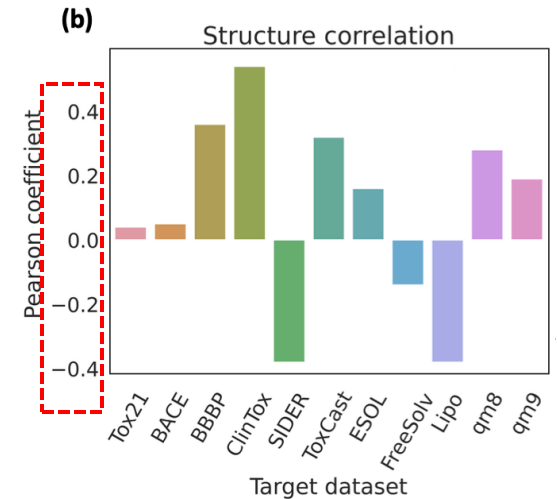 (b)
Structure correlation
Pearson coefficient
0.4
0.2
0.0
−0.2
−0.4
Tox21
BACE
BBBP
ClinTox
SIDER
ToxCast
ESOL
FreeSolv
Lipo
qm8
qm9
Target dataset